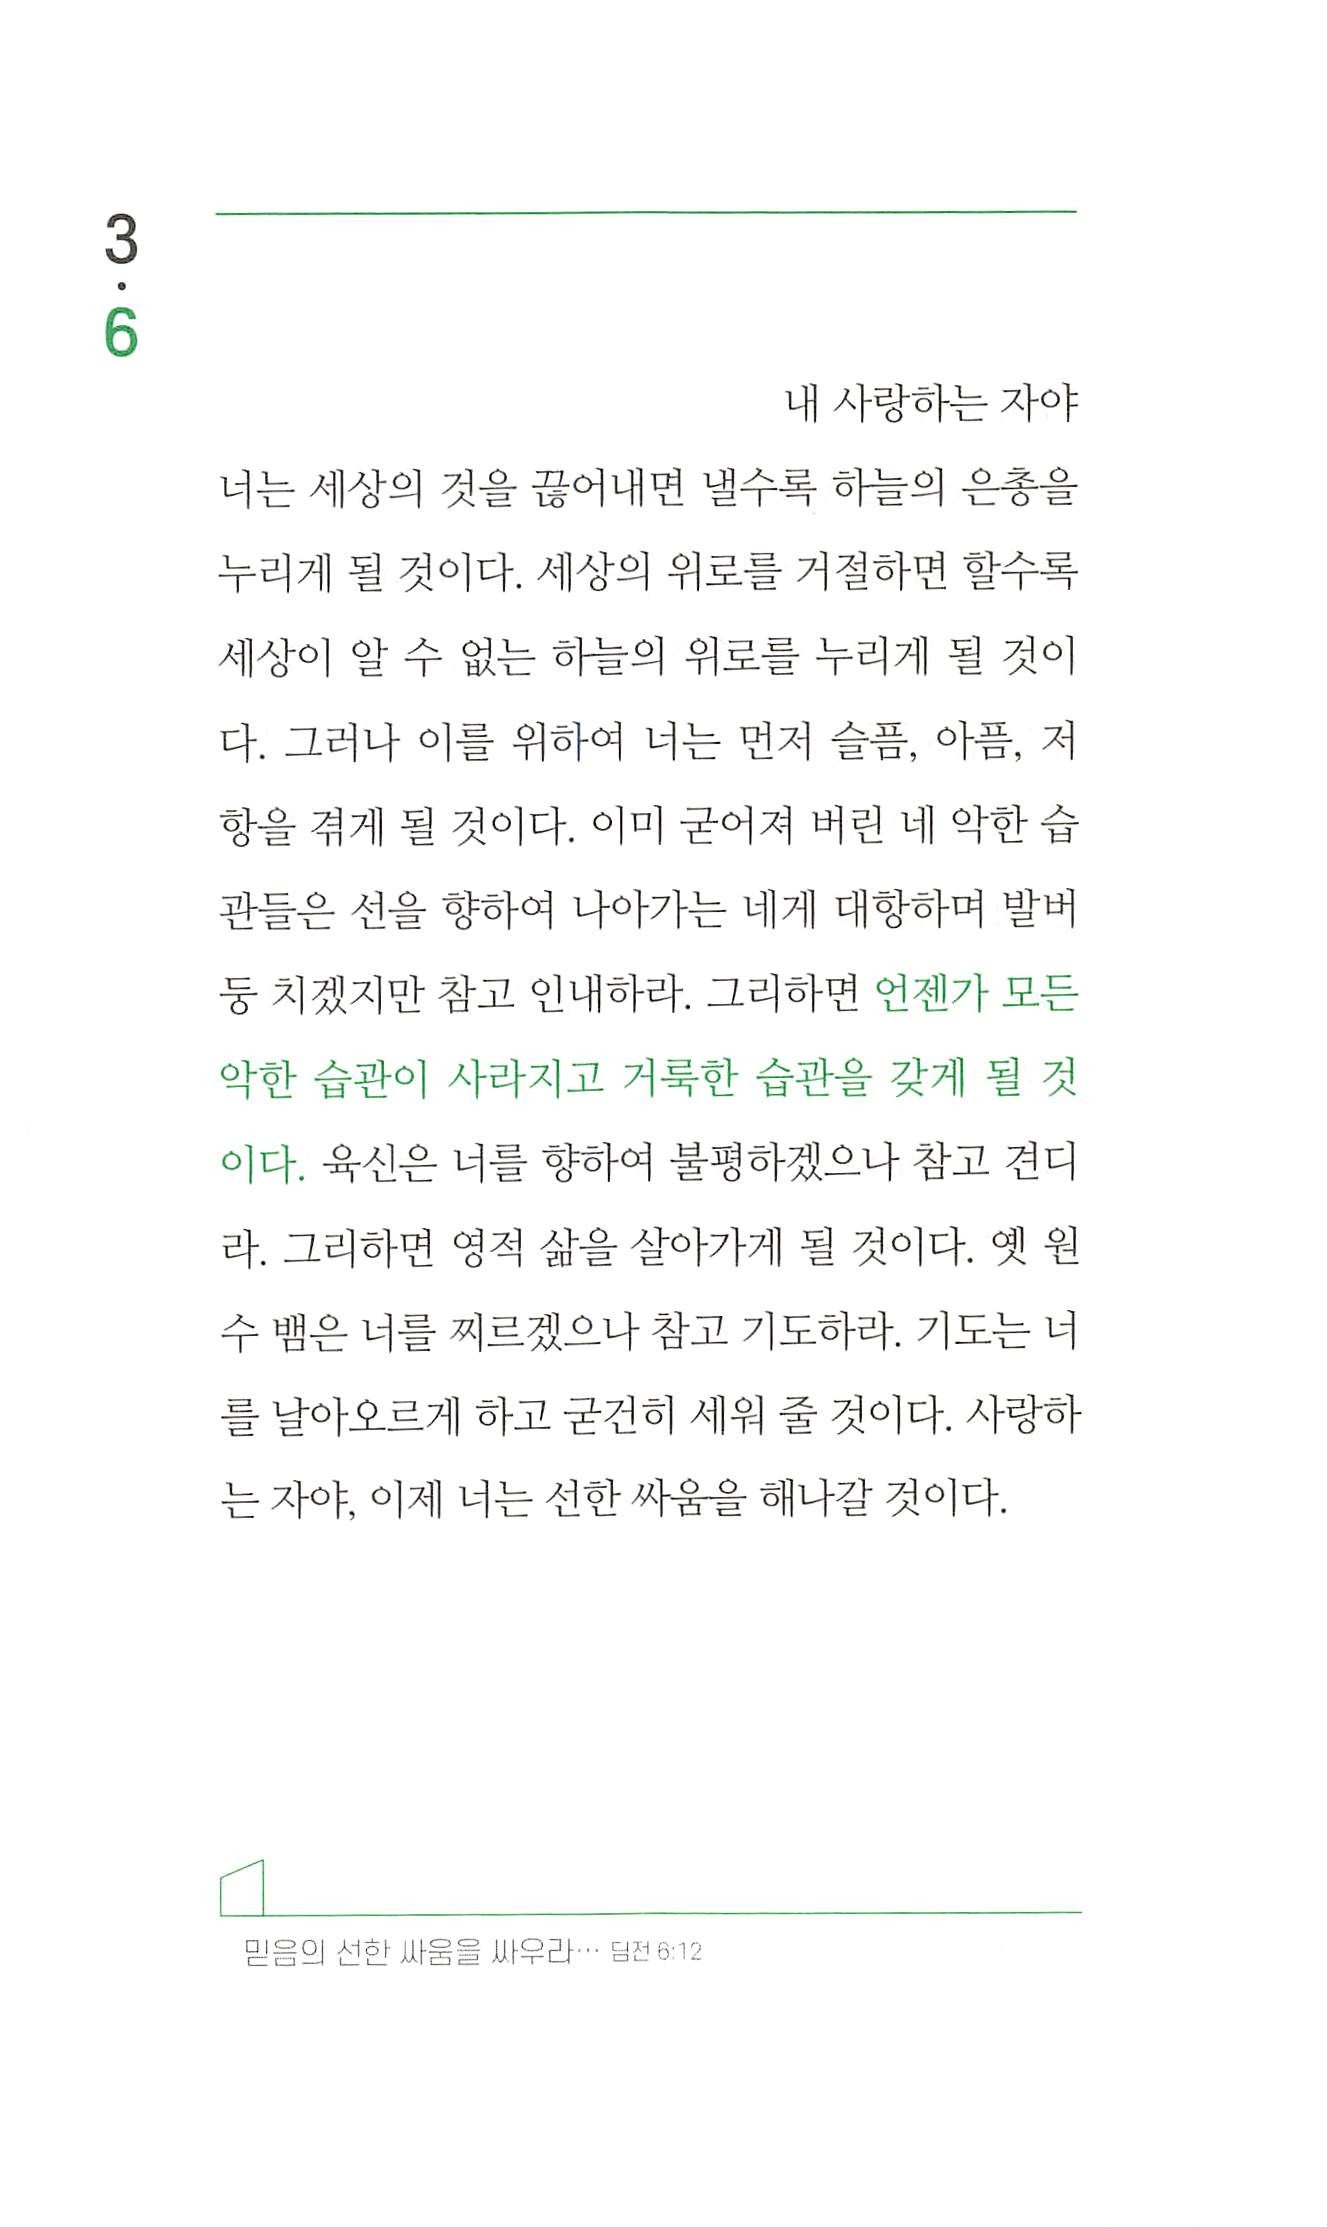 3
·
6
내 사랑하는 자야
너는 세상의 것을 끊어내면 낼수록 하늘의 은총을
누리게 될 것이다. 세상의 위로를 거절하면 할수록
세상이 알 수 없는 하늘의 위로를 누리게 될 것이
다. 그러나 이를 위하여 너는 먼저 슬픔, 아픔, 저
항을 겪게 될 것이다. 이미 굳어져 버린 네 악한 습
관들은 선을 향하여 나아가는 네게 대항하며 발버
둥 치겠지만 참고 인내하라. 그리하면 언젠가 모든
악한 습관이 사라지고 거룩한 습관을 갖게 될 것
이다. 육신은 너를 향하여 불평하겠으나 참고 견디
라. 그리하면 영적 삶을 살아가게 될 것이다. 옛 원
수 뱀은 너를 찌르겠으나 참고 기도하라. 기도는 너
를 날아오르게 하고 굳건히 세워 줄 것이다. 사랑하
는 자야, 이제 너는 선한 싸움을 해나갈 것이다.
믿음의 선한 싸움을 싸우라… 딤전 6:12